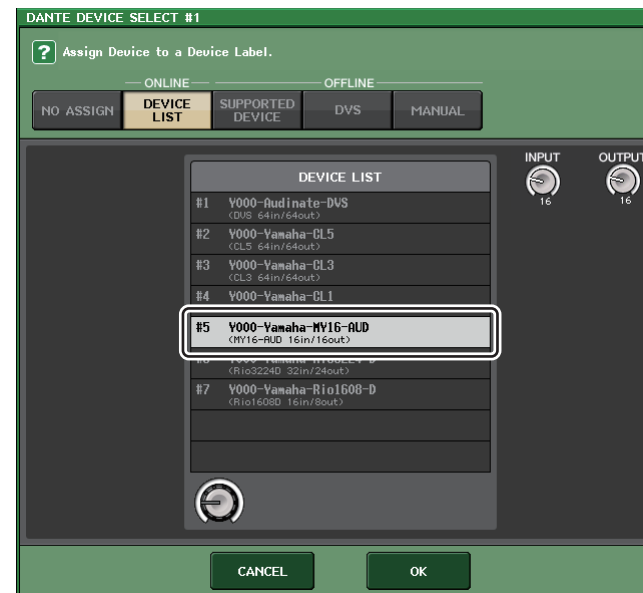 DANTE DEVICE SELECT #1
? Assign Device to a Device Label.
ONLINE OFFLINE
NO ASSIGN DEVICE LIST SUPPORTED DEVICE DVS MANUAL
INPUT OUTPUT
16 16
DEVICE LIST
#1 Y000-Audinate-DVS
(DVS 64in/64out)
#2 Y000-Yamaha-CL5
(CL5 64in/64out)
#3 Y000-Yamaha-CL3
(CL3 64in/64out)
#4 Y000-Yamaha-CL1
#5 Y000-Yamaha-MY16-AUD
(MY16-AUD 16in/16out)
(Rio3224D 32in/24out)
#7 Y000-Yamaha-Rio1608-D
(Rio1608D 16in/8out)
CANCEL OK